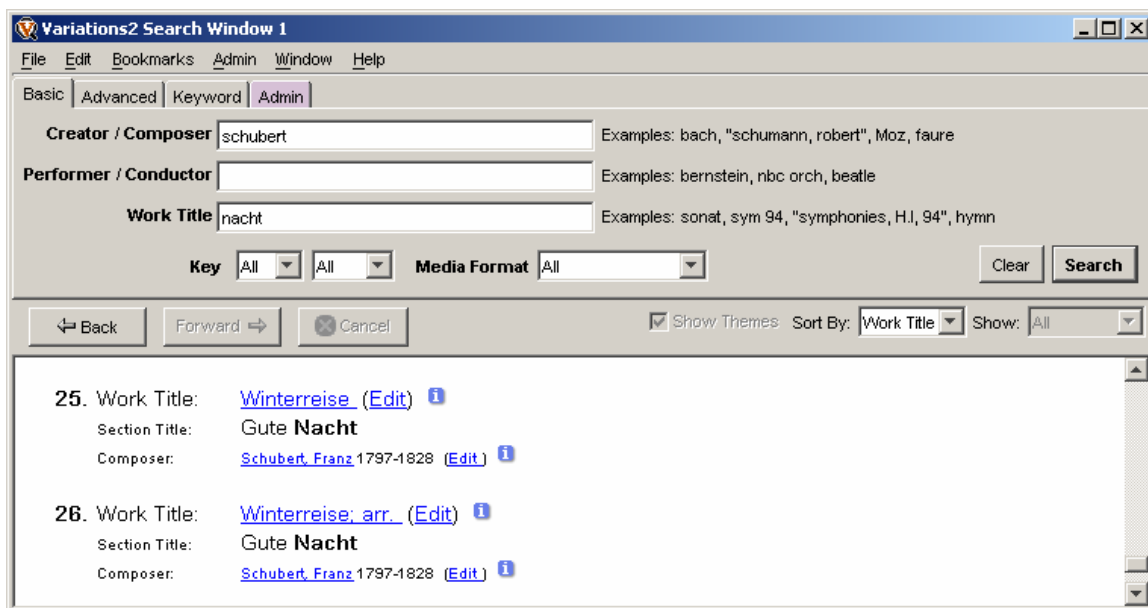 Variations2 Search Window 1
File Edit Bookmarks Admin Window Help
Basic Advanced Keyword Admin
Creator / Composer schubert Examples: bach, "schumann, robert", Moz, faure
Performer / Conductor Examples: bernstein, nbc orch, beatle
Work Title nacht Examples: sonat, sym 94, "symphonies, H.I, 94", hymn
Key All All Media Format All Clear Search
Back Forward Cancel Show Themes Sort By: Work Title Show: All
25. Work Title: Winterreise (Edit)
Section Title: Gute Nacht
Composer: Schubert, Franz 1797-1828 (Edit )
26. Work Title: Winterreise; arr. (Edit)
Section Title: Gute Nacht
Composer: Schubert, Franz 1797-1828 (Edit )